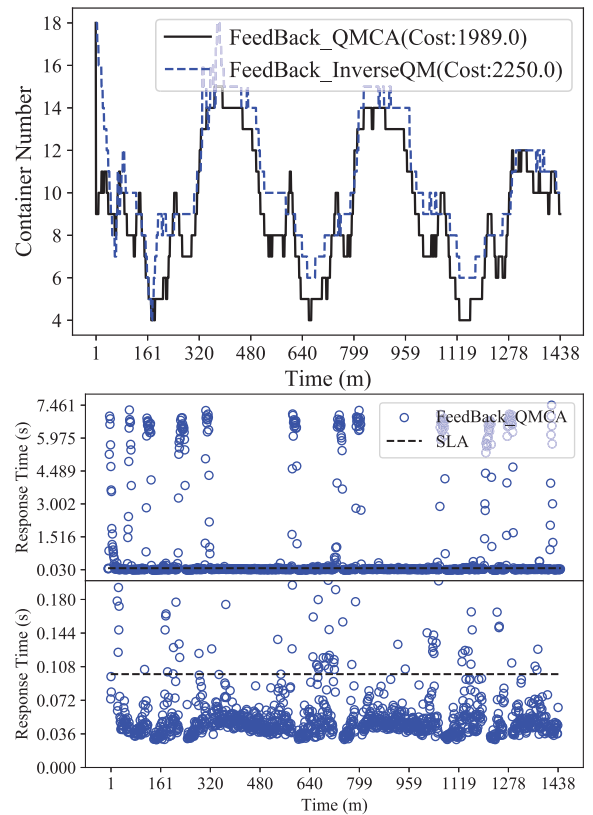 18
16
14
12
10
8
6
4
Container Number
FeedBack_QMCA(Cost:1989.0)
FeedBack_InverseQM(Cost:2250.0)
1 161 320 480 640 799 959 1119 1278 1438
Time (m)
7.461
5.975
4.489
3.002
1.516
0.030
Response Time (s)
FeedBack_QMCA
SLA
0.180
0.144
0.108
0.072
0.036
0.000
Response Time (s)
1 161 320 480 640 799 959 1119 1278 1438
Time (m)